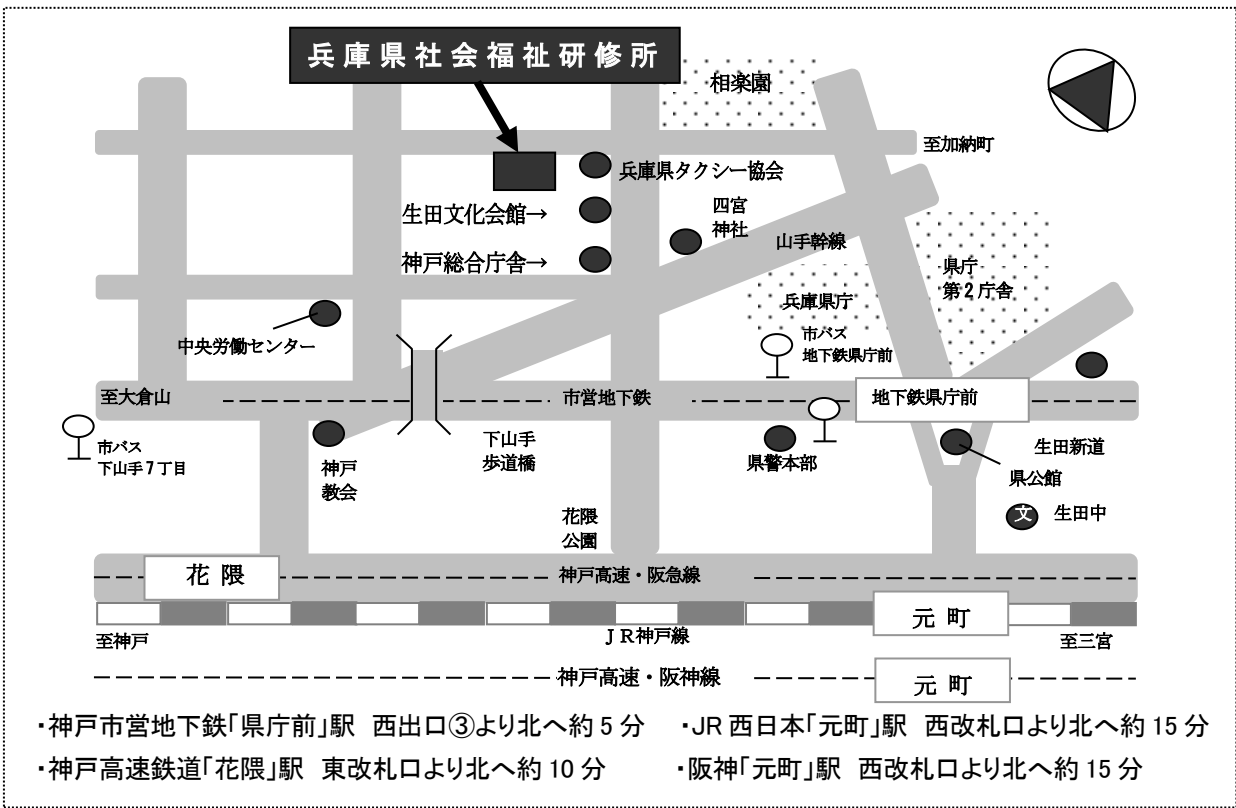 兵庫県社会福祉研修所
相楽園
至加納町
兵庫県タクシー協会
生田文化会館→
四宮
神社
山手幹線
神戸総合庁舎→
県庁
第2庁舎
兵庫県庁
中央労働センター
市バス
地下鉄県庁前
至大倉山
市営地下鉄
地下鉄県庁前
市バス
下山手7丁目
神戸
教会
下山手
歩道橋
県警本部
生田新道
県公館
文
生田中
花隈
公園
花隈
神戸高速・阪急線
元町
至神戸
JR神戸線
至三宮
神戸高速・阪神線
元町
・神戸市営地下鉄「県庁前」駅 西出口③より北へ約5分
・JR西日本「元町」駅 西改札口より北へ約15分
・神戸高速鉄道「花隈」駅 東改札口より北へ約10分
・阪神「元町」駅 西改札口より北へ約15分